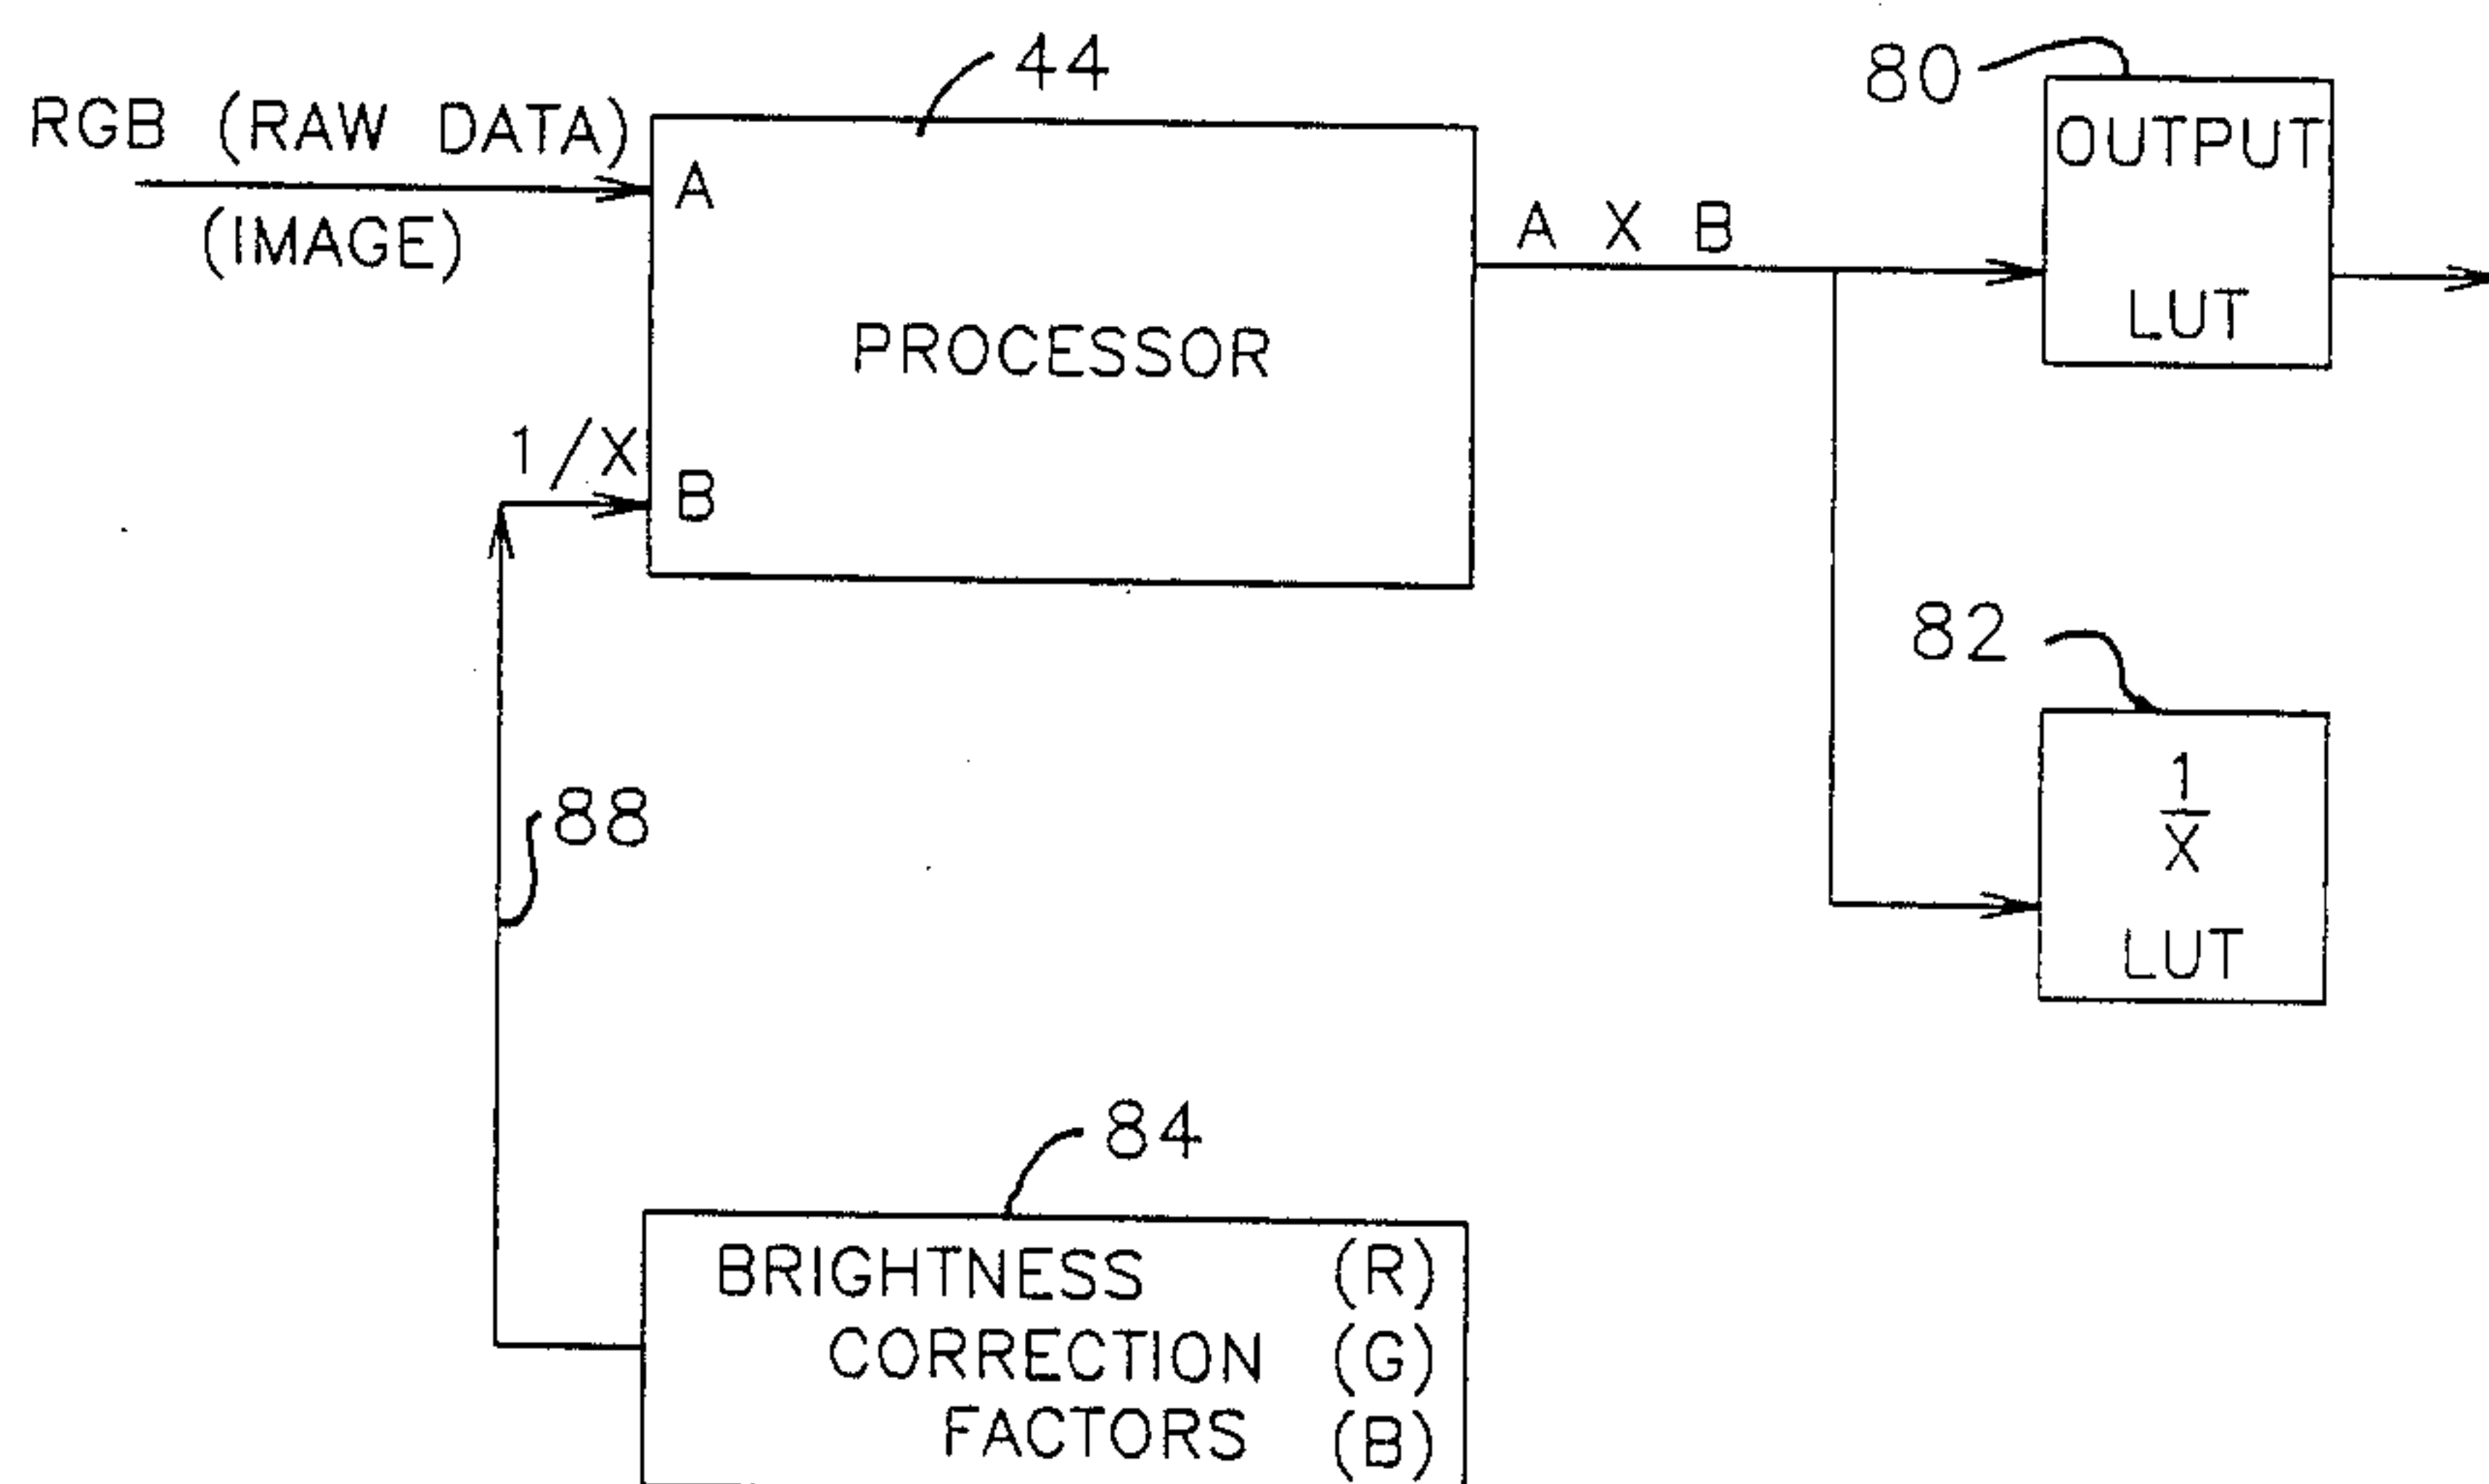 44
80
RGB (RAW DATA)
(IMAGE)
A
PROCESSOR
1/X
B
A X B
OUTPUT
LUT
82
1
X
LUT
88
84
BRIGHTNESS (R)
CORRECTION (G)
FACTORS (B)